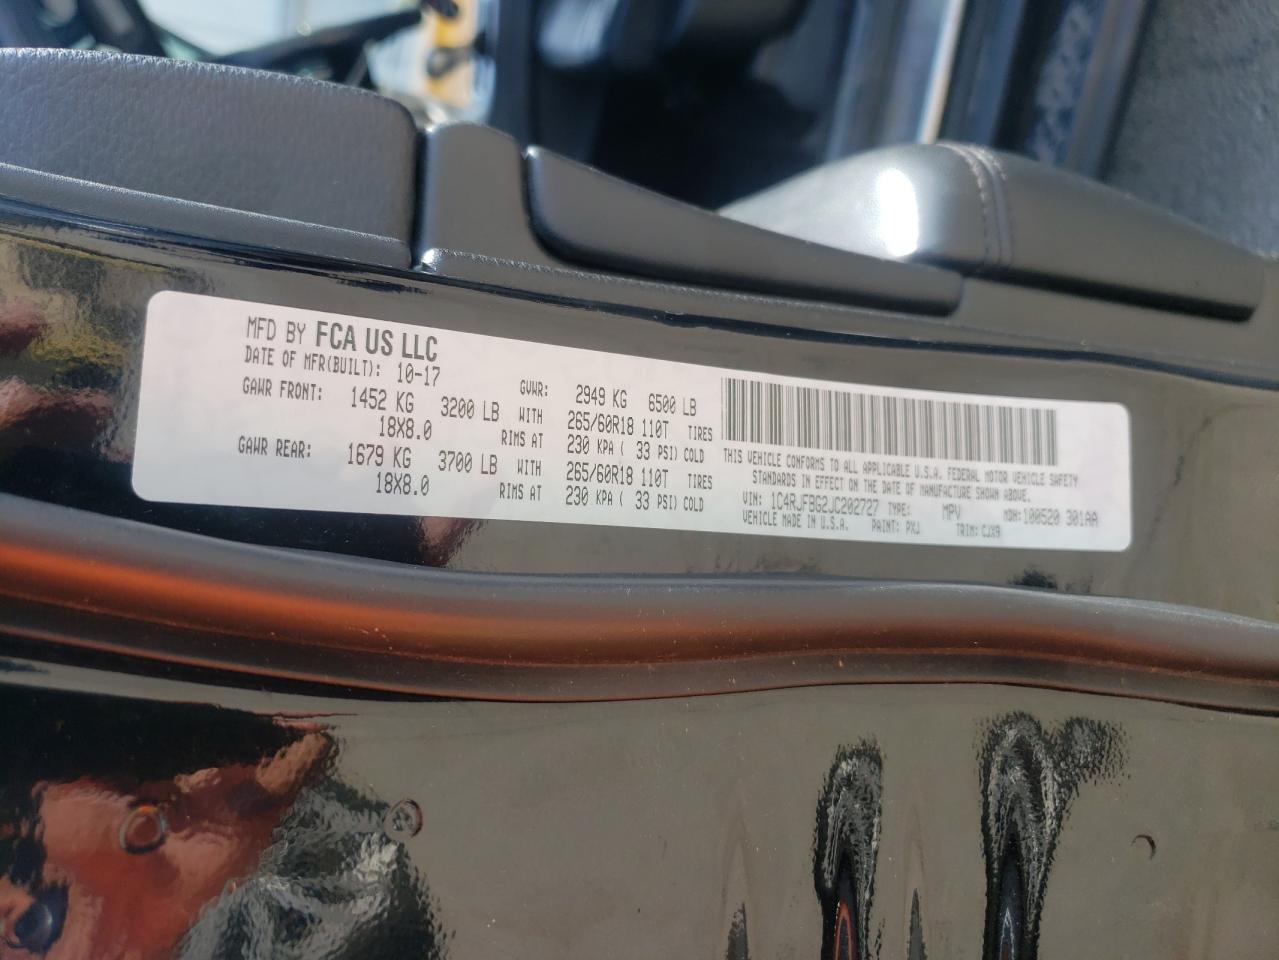 MFD BY FCA US LLC
DATE OF MFR(BUILT): 10-17 GVWR: 2949 KG 6500 LB
GAWR FRONT: 1452 KG 3200 LB WITH 265/60R18 110T TIRES
18X8.0 RIMS AT 230 KPA ( 33 PSI) COLD
GAWR REAR: 1679 KG 3700 LB WITH 265/60R18 110T TIRES
18X8.0 RIMS AT 230 KPA ( 33 PSI) COLD
THIS VEHICLE CONFORMS TO ALL APPLICABLE U.S.A. FEDERAL MOTOR VEHICLE SAFETY
STANDARDS IN EFFECT ON THE DATE OF MANUFACTURE SHOWN ABOVE.
VIN: 1C4RJFBG2JC202727 TYPE: MPV MDH: 100520 301AA
VEHICLE MADE IN U.S.A. PAINT: PXJ TRIM: CJX9